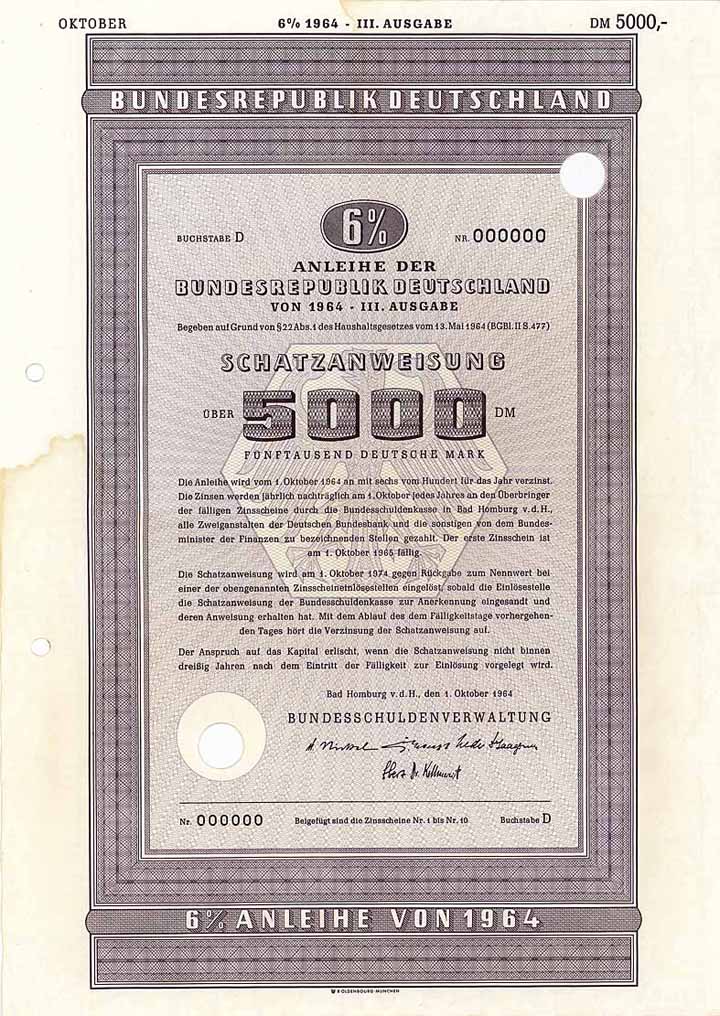 OKTOBER 6% 1964 - III. AUSGABE DM 5000,-
BUNDESREPUBLIK DEUTSCHLAND
6%
BUCHSTABE D NR. 000000
ANLEIHE DER
BUNDESREPUBLIK DEUTSCHLAND
VON 1964 - III. AUSGABE
Begeben auf Grund von § 22 Abs. 1 des Haushaltsgesetzes vom 13. Mai 1964 (BGBl. II S. 477)
SCHATZANWEISUNG
ÜBER 5000 DM
FÜNFTAUSEND DEUTSCHE MARK
Die Anleihe wird vom 1. Oktober 1964 an mit sechs vom Hundert für das Jahr verzinst.
Die Zinsen werden jährlich nachträglich am 1. Oktober jedes Jahres an den Überbringer
der fälligen Zinsscheine durch die Bundesschuldenkasse in Bad Homburg v. d. H.,
alle Zweiganstalten der Deutschen Bundesbank und die sonstigen von dem Bundes-
minister der Finanzen zu bezeichnenden Stellen gezahlt. Der erste Zinsschein ist
am 1. Oktober 1965 fällig.
Die Schatzanweisung wird am 1. Oktober 1974 gegen Rückgabe zum Nennwert bei
einer der obengenannten Zinsscheineinlösestellen eingelöst, sobald die Einlösestelle
die Schatzanweisung der Bundesschuldenkasse zur Anerkennung eingesandt und
deren Anweisung erhalten hat. Mit dem Ablauf des dem Fälligkeitstage vorhergehen-
den Tages hört die Verzinsung der Schatzanweisung auf.
Der Anspruch auf das Kapital erlischt, wenn die Schatzanweisung nicht binnen
dreißig Jahren nach dem Eintritt der Fälligkeit zur Einlösung vorgelegt wird.
Bad Homburg v. d. H., den 1. Oktober 1964
BUNDESSCHULDENVERWALTUNG
Nr. 000000 Beigefügt sind die Zinsscheine Nr. 1 bis Nr. 10 Buchstabe D
6% ANLEIHE VON 1964
R. OLDENBOURG MÜNCHEN